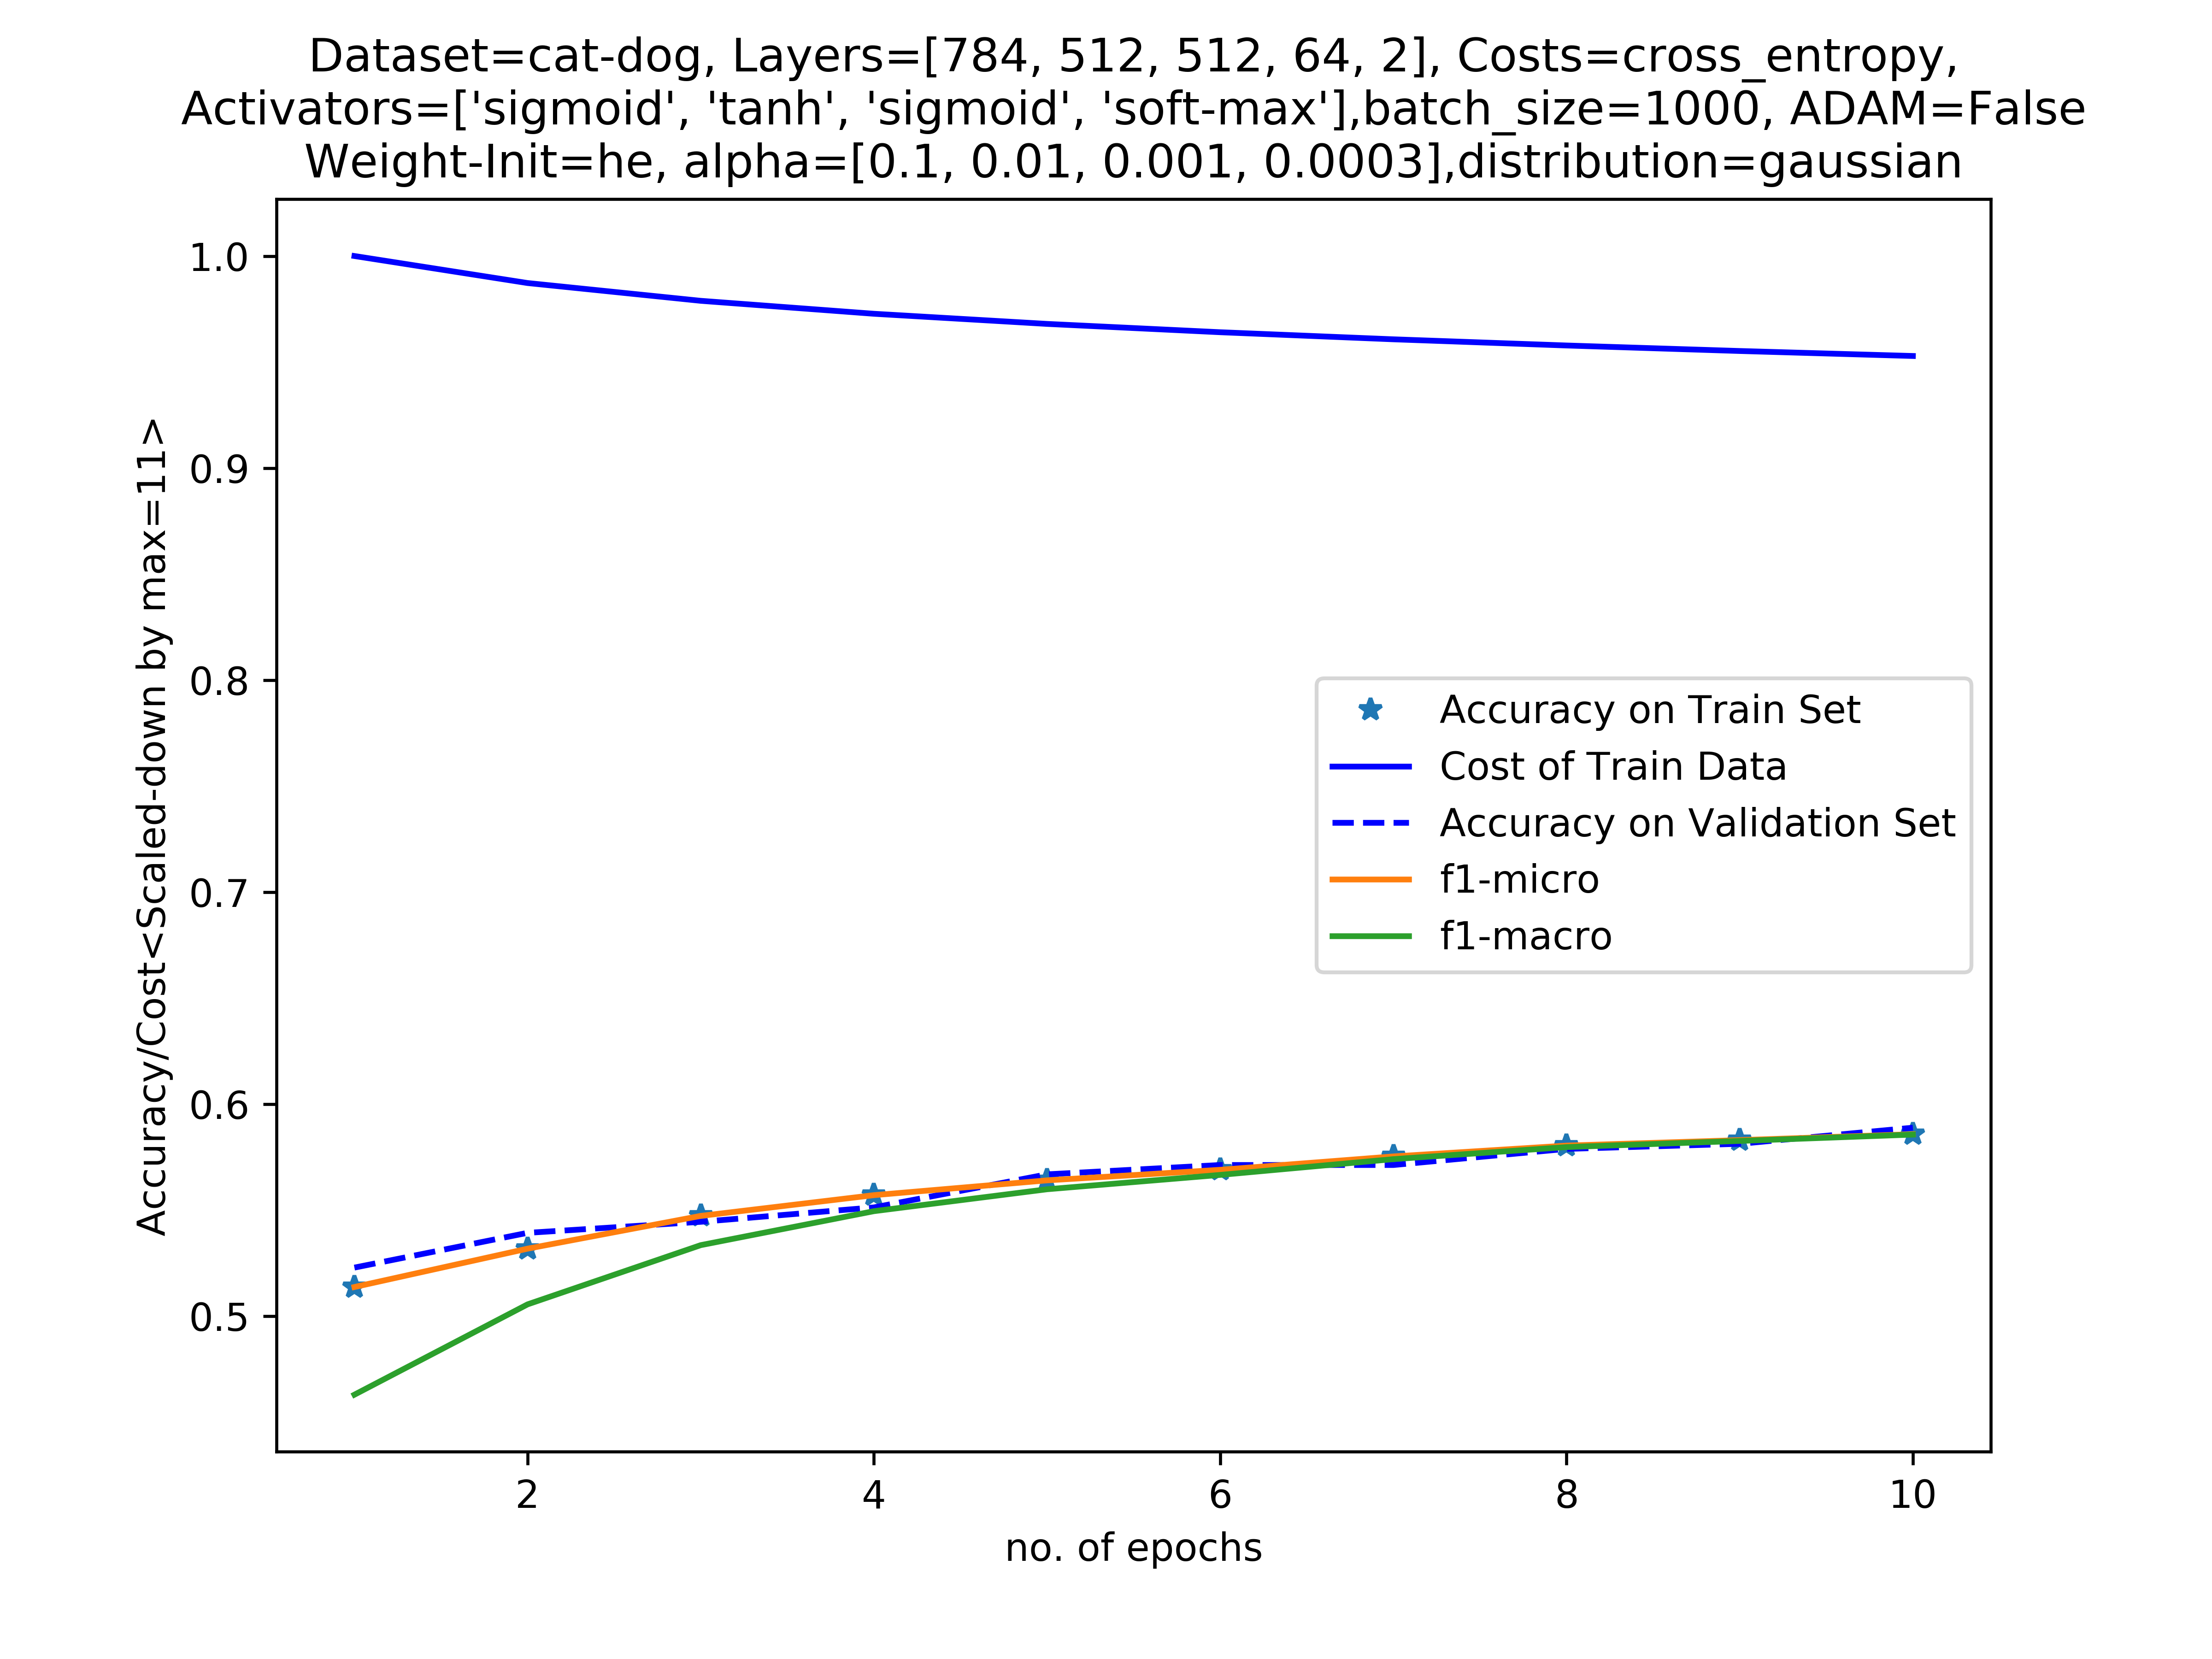 Dataset=cat-dog, Layers=[784, 512, 512, 64, 2], Costs=cross_entropy,
Activators=['sigmoid', 'tanh', 'sigmoid', 'soft-max'],batch_size=1000, ADAM=False
Weight-Init=he, alpha=[0.1, 0.01, 0.001, 0.0003],distribution=gaussian
Accuracy/Cost<Scaled-down by max=11>
1.0
0.9
0.8
0.7
0.6
0.5
Accuracy on Train Set
Cost of Train Data
Accuracy on Validation Set
f1-micro
f1-macro
2 4 6 8 10
no. of epochs